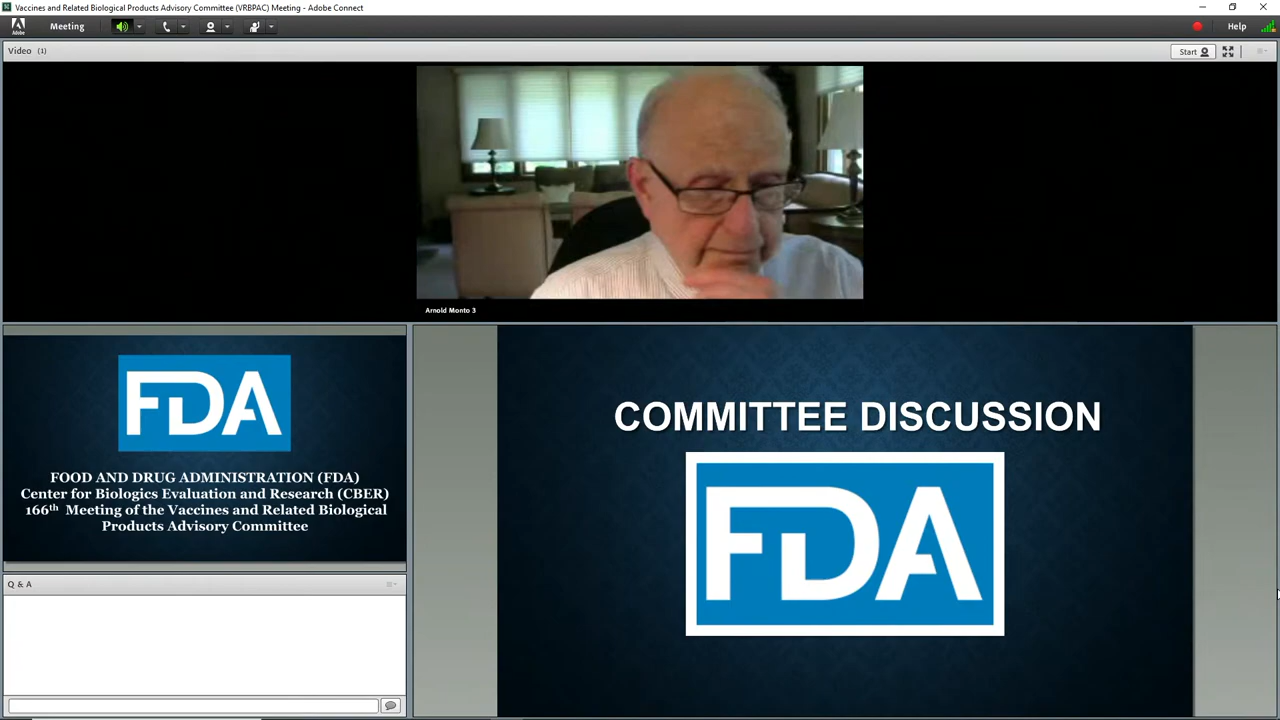 Vaccines and Related Biological Products Advisory Committee (VRBPAC) Meeting - Adobe Connect
Meeting
Help
Video (1)
Start
Arnold Monto 3
FDA
FOOD AND DRUG ADMINISTRATION (FDA)
Center for Biologics Evaluation and Research (CBER)
166th Meeting of the Vaccines and Related Biological
Products Advisory Committee
Q & A
COMMITTEE DISCUSSION
FDA